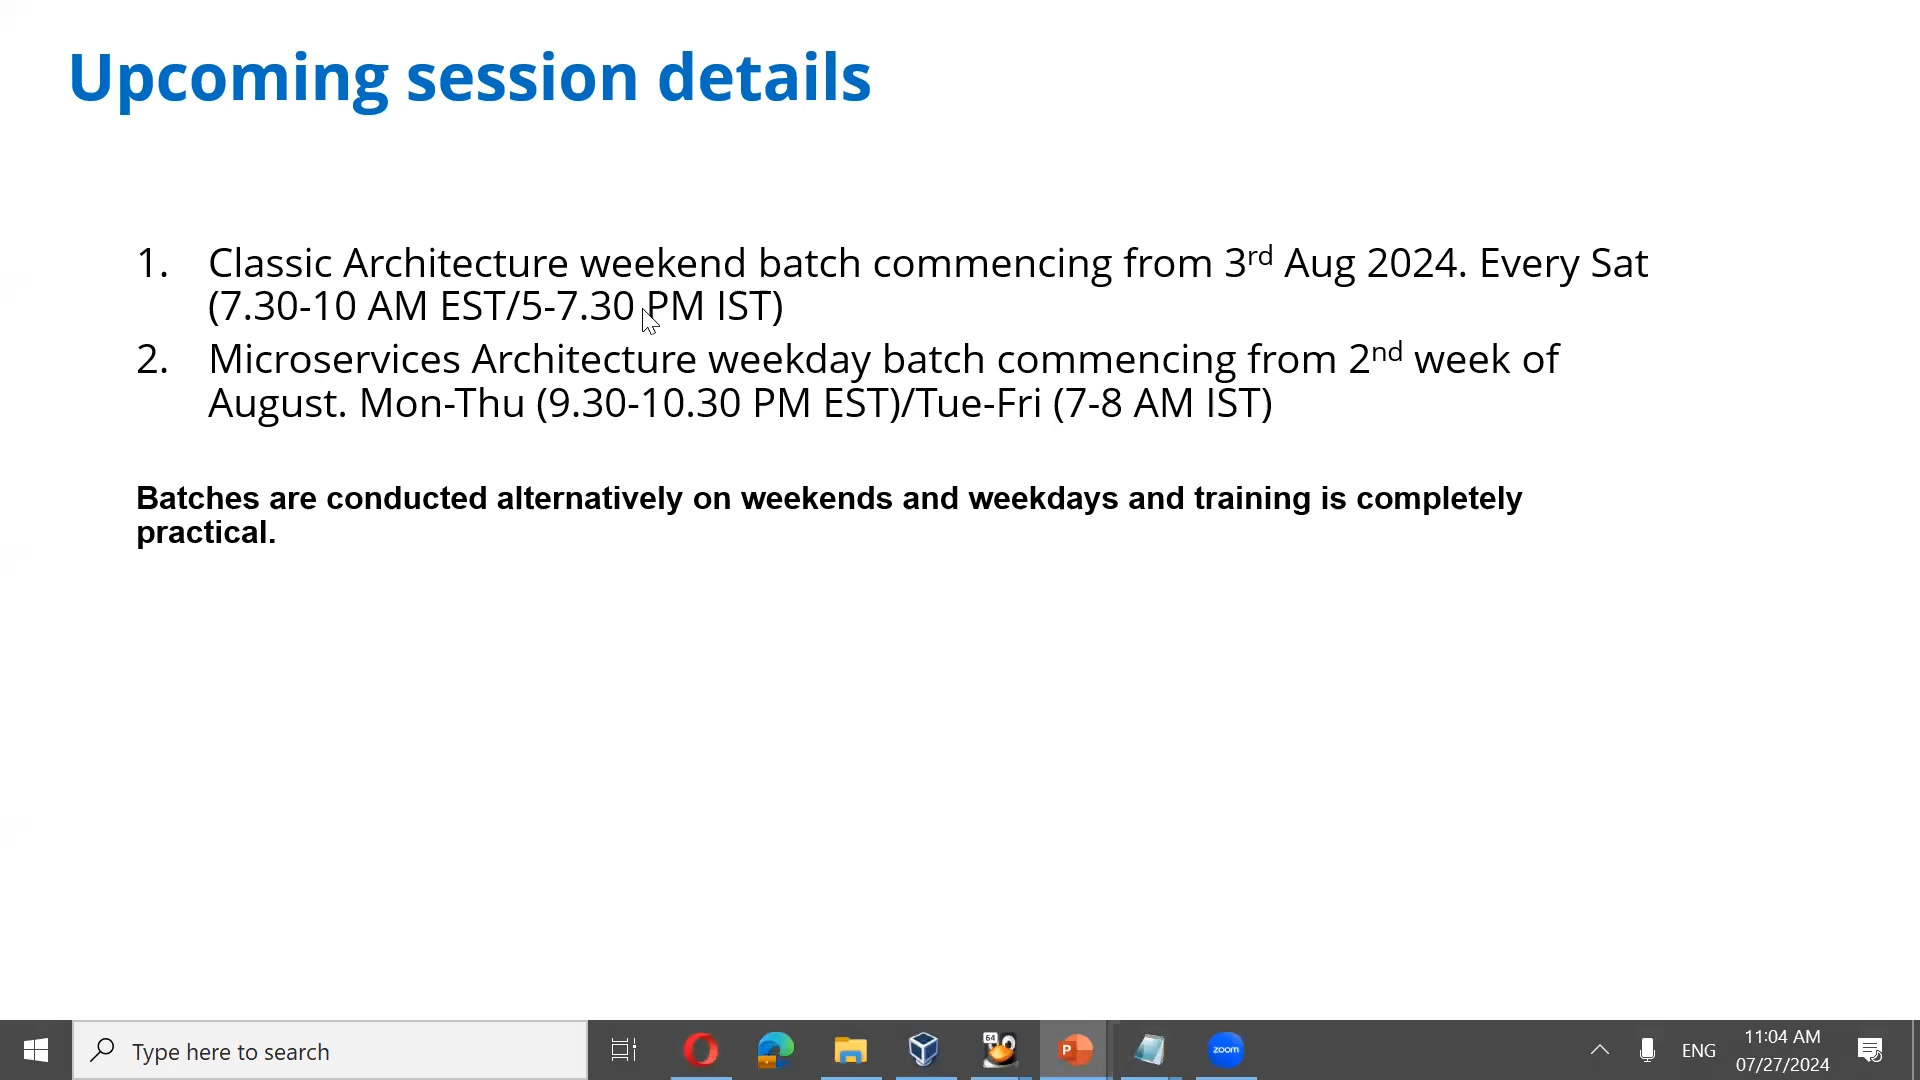 Upcoming session details
1. Classic Architecture weekend batch commencing from 3rd Aug 2024. Every Sat
(7.30-10 AM EST/5-7.30 PM IST)
2. Microservices Architecture weekday batch commencing from 2nd week of
August. Mon-Thu (9.30-10.30 PM EST)/Tue-Fri (7-8 AM IST)
Batches are conducted alternatively on weekends and weekdays and training is completely
practical.
Type here to search
64
P
zoom
ENG
11:04 AM
07/27/2024